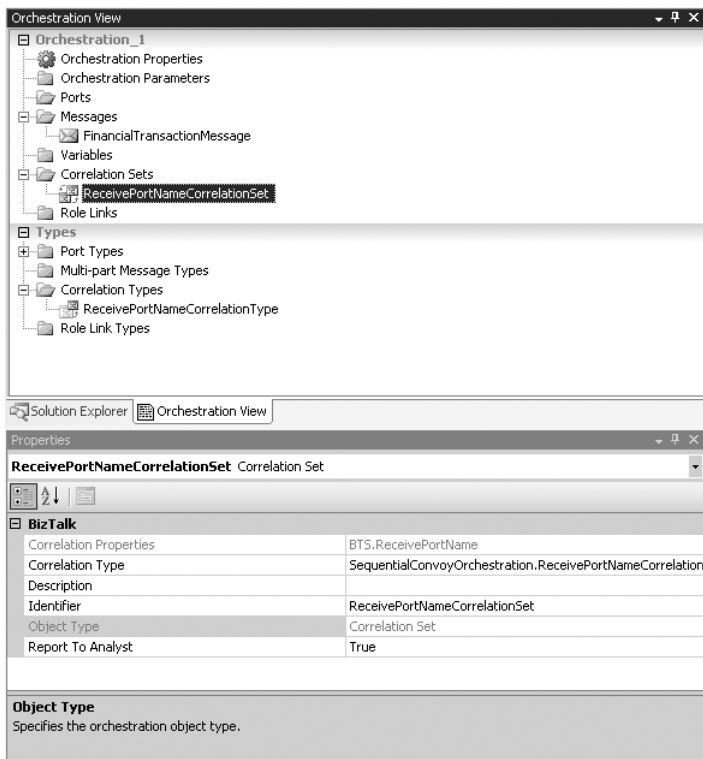 Orchestration View
Orchestration_1
Orchestration Properties
Orchestration Parameters
Ports
Messages
FinancialTransactionMessage
Variables
Correlation Sets
ReceivePortNameCorrelationSet
Role Links
Types
Port Types
Multi-part Message Types
Correlation Types
ReceivePortNameCorrelationType
Role Link Types
Solution Explorer Orchestration View
Properties
ReceivePortNameCorrelationSet Correlation Set
BizTalk
Correlation Properties BTS.ReceivePortName
Correlation Type SequentialConvoyOrchestration.ReceivePortNameCorrelation
Description
Identifier ReceivePortNameCorrelationSet
Object Type Correlation Set
Report To Analyst True
Object Type
Specifies the orchestration object type.